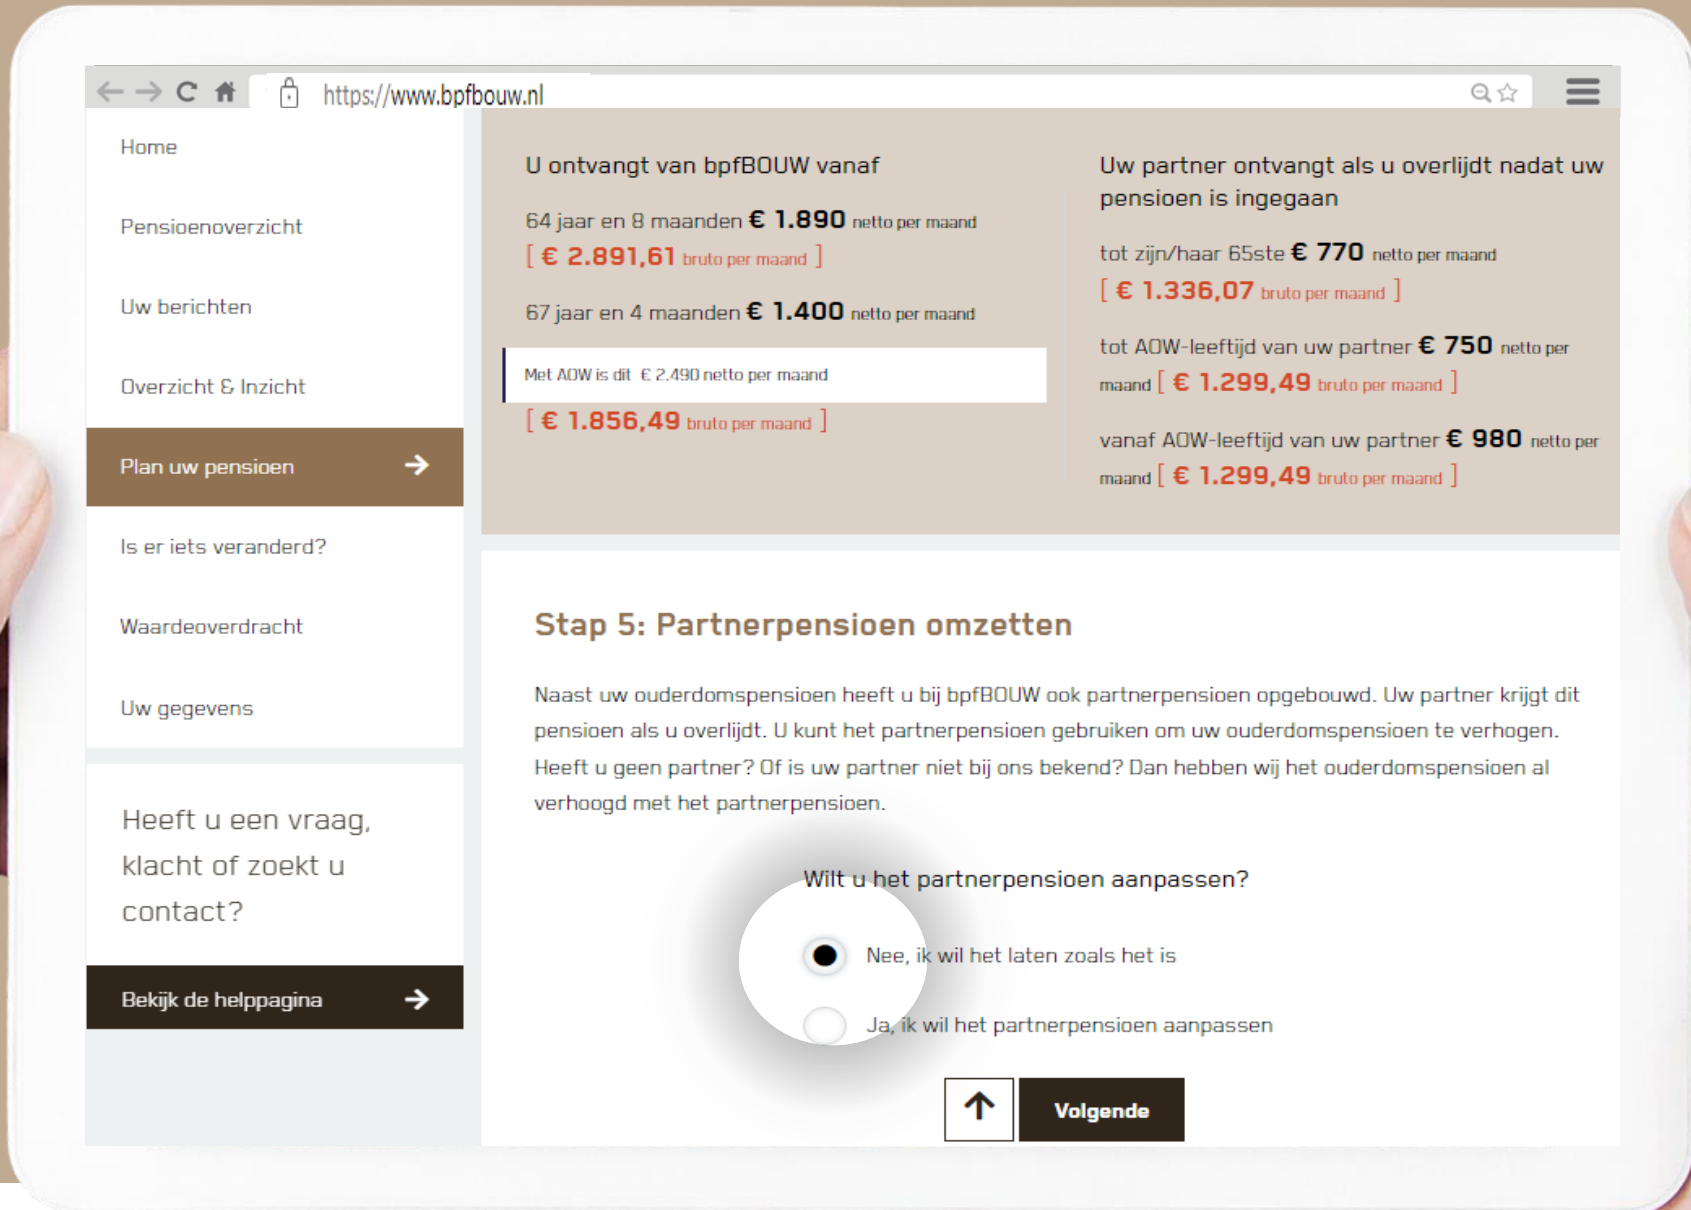 https://www.bpfbouw.nl
Home
Pensioenoverzicht
Uw berichten
Overzicht & Inzicht
Plan uw pensioen
Is er iets veranderd?
Waardeoverdracht
Uw gegevens
Heeft u een vraag,
klacht of zoekt u
contact?
Bekijk de helppagina
U ontvangt van bpfBOUW vanaf
64 jaar en 8 maanden € 1.890 netto per maand
[ € 2.891,61 bruto per maand ]
67 jaar en 4 maanden € 1.400 netto per maand
Met AOW is dit € 2.490 netto per maand
[ € 1.856,49 bruto per maand ]
Uw partner ontvangt als u overlijdt nadat uw
pensioen is ingegaan
tot zijn/haar 65ste € 770 netto per maand
[ € 1.336,07 bruto per maand ]
tot AOW-leeftijd van uw partner € 750 netto per
maand [ € 1.299,49 bruto per maand ]
vanaf AOW-leeftijd van uw partner € 980 netto per
maand [ € 1.299,49 bruto per maand ]
Stap 5: Partnerpensioen omzetten
Naast uw ouderdomspensioen heeft u bij bpfBOUW ook partnerpensioen opgebouwd. Uw partner krijgt dit
pensioen als u overlijdt. U kunt het partnerpensioen gebruiken om uw ouderdomspensioen te verhogen.
Heeft u geen partner? Of is uw partner niet bij ons bekend? Dan hebben wij het ouderdomspensioen al
verhoogd met het partnerpensioen.
Wilt u het partnerpensioen aanpassen?
Nee, ik wil het laten zoals het is
Ja, ik wil het partnerpensioen aanpassen
Volgende